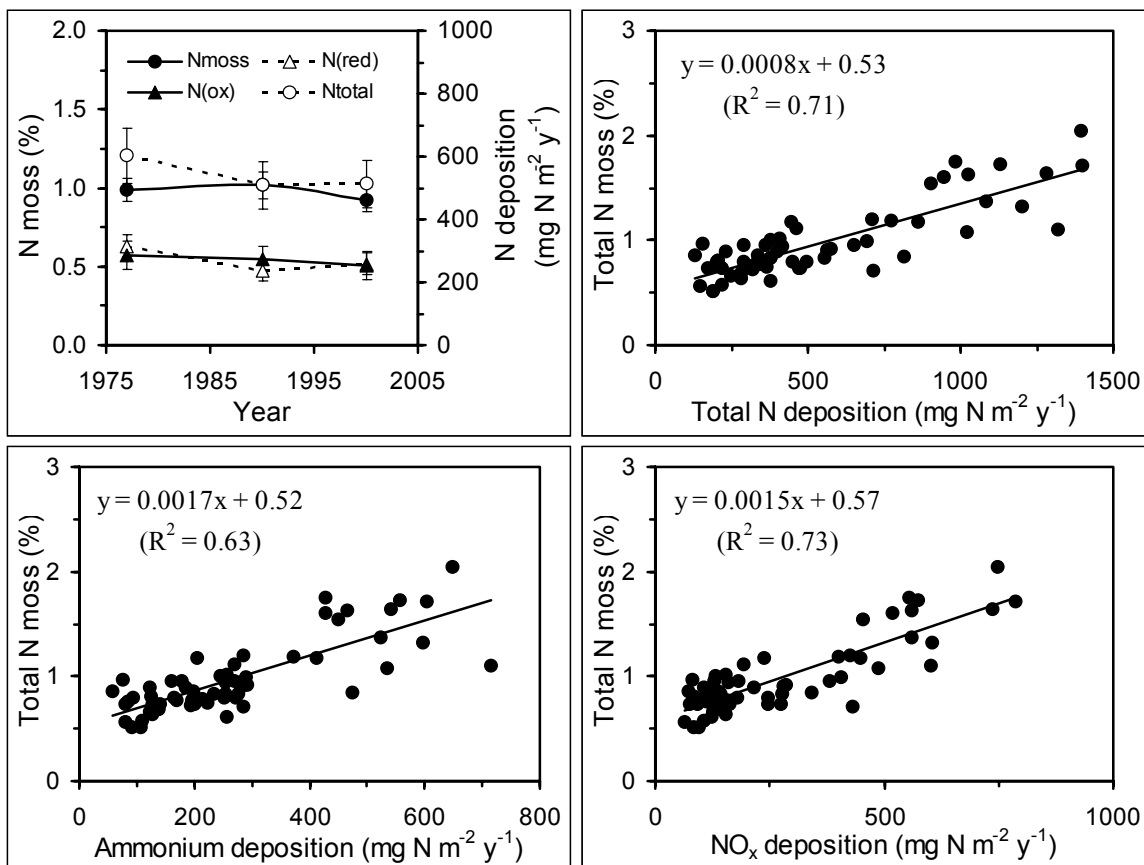 2.0
1.5
1.0
0.5
0.0
N moss (%)
Nmoss
N(red)
N(ox)
Ntotal
1000
800
600
400
200
0
N deposition
(mg N m⁻² y⁻¹)
1975 1985 1995 2005
Year
3
2
1
0
Total N moss (%)
y = 0.0008x + 0.53
(R² = 0.71)
0 500 1000 1500
Total N deposition (mg N m⁻² y⁻¹)
3
2
1
0
Total N moss (%)
y = 0.0017x + 0.52
(R² = 0.63)
0 200 400 600 800
Ammonium deposition (mg N m⁻² y⁻¹)
3
2
1
0
Total N moss (%)
y = 0.0015x + 0.57
(R² = 0.73)
0 500 1000
NOₓ deposition (mg N m⁻² y⁻¹)